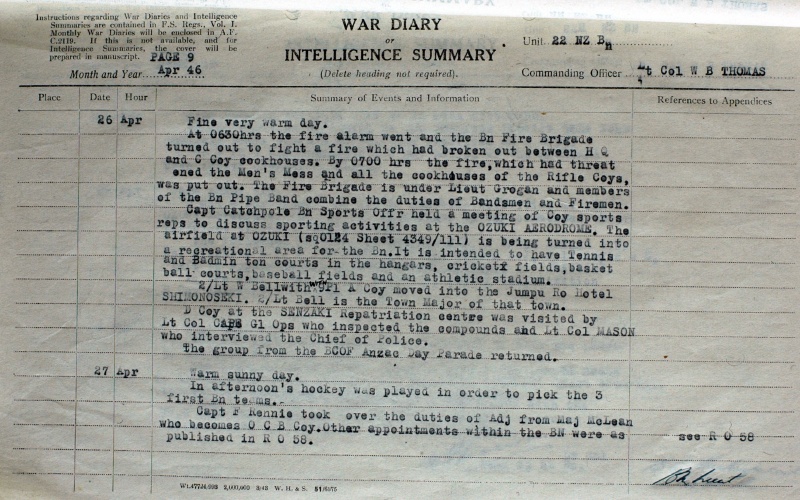 Instructions regarding War Diaries and Intelligence
Summaries are contained in F.S. Regs., Vol. I.
Monthly War Diaries will be enclosed in A.F.
C.2119. If this is not available, and for
Intelligence Summaries, the cover will be
prepared in manuscript. PAGE 9
Month and Year Apr 46
WAR DIARY
or
INTELLIGENCE SUMMARY.
(Delete heading not required).
Unit 22 NZ Bn
Commanding Officer Lt Col W B THOMAS
Place Date Hour Summary of Events and Information References to Appendices
26 Apr Fine very warm day.
At 0630hrs the fire alarm went and the Bn Fire Brigade
turned out to fight a fire which had broken out between H Q
and C Coy cookhouses. By 0700 hrs the fire,which had threat
ened the Men's Mess and all the cookhouses of the Rifle Coys,
was put out. The Fire Brigade is under Lieut Grogan and members
of the Bn Pipe Band combine the duties of Bandsmen and Firemen.
Capt Catchpole Bn Sports Offr held a meeting of Coy sports
reps to discuss sporting activities at the OZUKI AERODROME. The
airfield at OZUKI (sq0124 Sheet 4349/111) is being turned into
a recreational area for the Bn.It is intended to have Tennis
and Badmin ton courts in the hangars, cricket fields,basket
ball courts,baseball fields and an athletic stadium.
2/Lt W Bell with Pl A Coy moved into the Jumpu Ro Hotel
SHIMONOSEKI. 2/Lt Bell is the Town Major of that town.
D Coy at the SENZAKI Repatriation centre was visited by
Lt Col G1 Ops who inspected the compounds and Lt Col MASON
who interviewed the Chief of Police.
The group from the BCOF Anzac Day Parade returned.
27 Apr Warm sunny day.
In afternoon's hockey was played in order to pick the 3
first Bn teams.
Capt F Rennie took over the duties of Adj from Maj McLean
who becomes O C B Coy.Other appointments within the BN were as
published in R O 58. see R O 58
W. H. & S. 51/6375